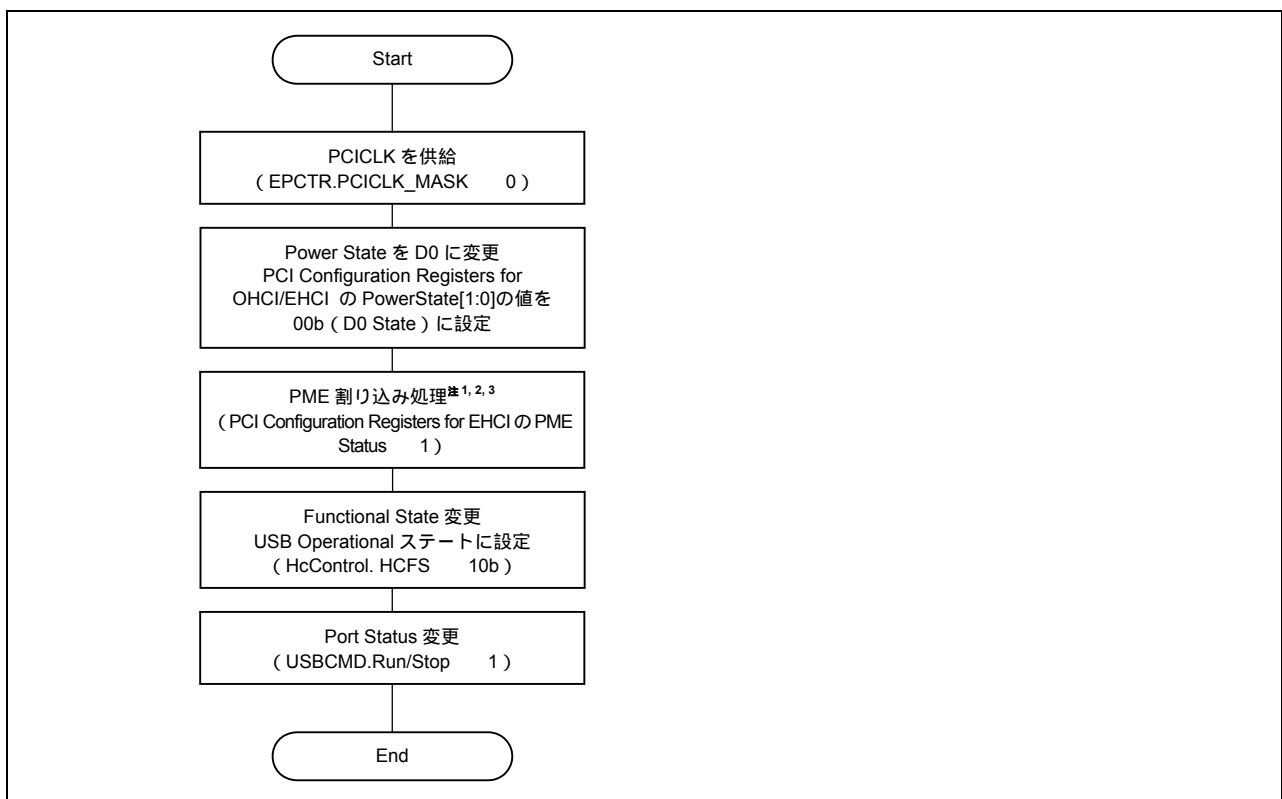 Start
PCICLK を供給
( EPCTR.PCICLK_MASK 0 )
Power State を D0 に変更
PCI Configuration Registers for
OHCI/EHCI の PowerState[1:0]の値を
00b ( D0 State ) に設定
PME 割り込み処理注 1, 2, 3
( PCI Configuration Registers for EHCI の PME
Status 1 )
Functional State 変更
USB Operational ステートに設定
( HcControl. HCFS 10b )
Port Status 変更
( USBCMD.Run/Stop 1 )
End